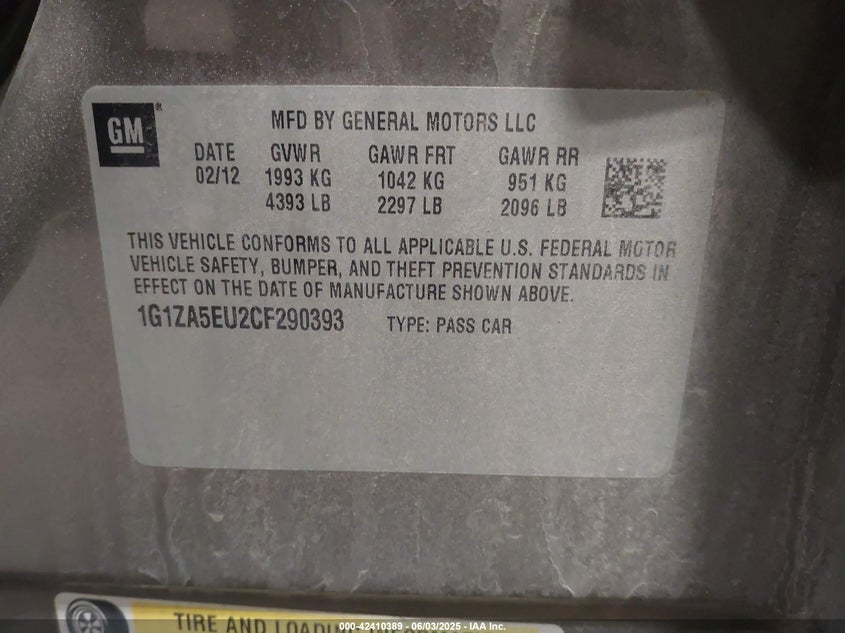 GM ®
MFD BY GENERAL MOTORS LLC
DATE GVWR GAWR FRT GAWR RR
02/12 1993 KG 1042 KG 951 KG
4393 LB 2297 LB 2096 LB
THIS VEHICLE CONFORMS TO ALL APPLICABLE U.S. FEDERAL MOTOR
VEHICLE SAFETY, BUMPER, AND THEFT PREVENTION STANDARDS IN
EFFECT ON THE DATE OF MANUFACTURE SHOWN ABOVE.
1G1ZA5EU2CF290393 TYPE: PASS CAR
TIRE AND LOADING
000-42410389 - 06/03/2025 - IAA Inc.